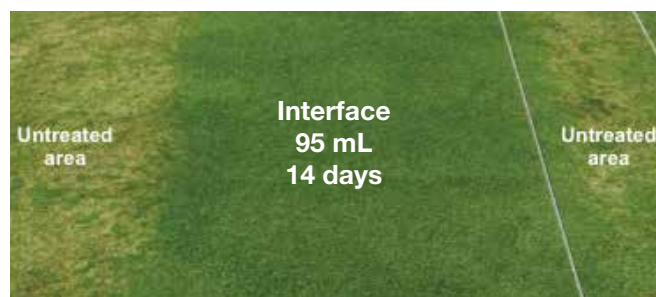 Untreated
area
Interface
95 mL
14 days
Untreated
area